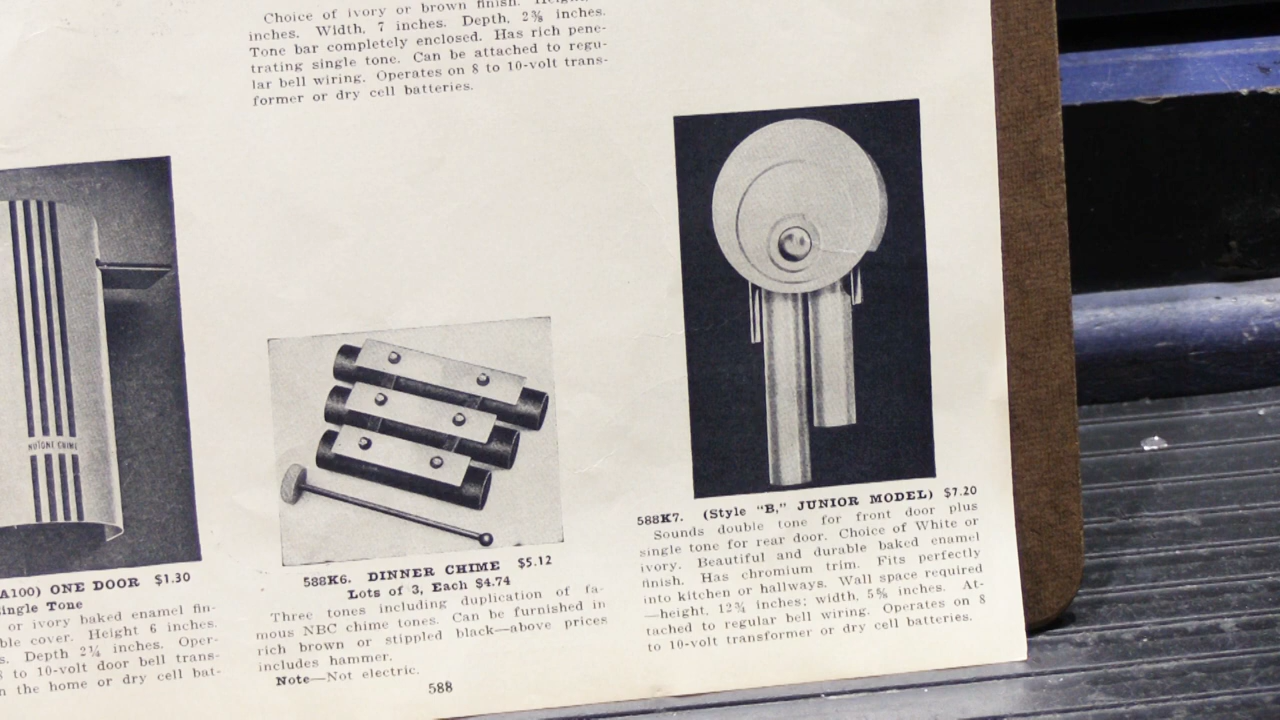 Choice of ivory or brown finish. Height,
inches. Width, 7 inches. Depth, 2⅜ inches.
Tone bar completely enclosed. Has rich pene-
trating single tone. Can be attached to regu-
lar bell wiring. Operates on 8 to 10-volt trans-
former or dry cell batteries.
NUTONE CHIME
A100) ONE DOOR $1.30
Single Tone
or ivory baked enamel fin-
ble cover. Height 6 inches.
s. Depth 2¼ inches. Oper-
8 to 10-volt door bell trans-
n the home or dry cell bat-
588K6. DINNER CHIME $5.12
Lots of 3, Each $4.74
Three tones including duplication of fa-
mous NBC chime tones. Can be furnished in
rich brown or stippled black—above prices
includes hammer.
Note—Not electric.
588K7. (Style "B," JUNIOR MODEL) $7.20
Sounds double tone for front door plus
single tone for rear door. Choice of White or
ivory. Beautiful and durable baked enamel
finish. Has chromium trim. Fits perfectly
into kitchen or hallways. Wall space required
—height, 12¾ inches; width, 5⅝ inches. At-
tached to regular bell wiring. Operates on 8
to 10-volt transformer or dry cell batteries.
588